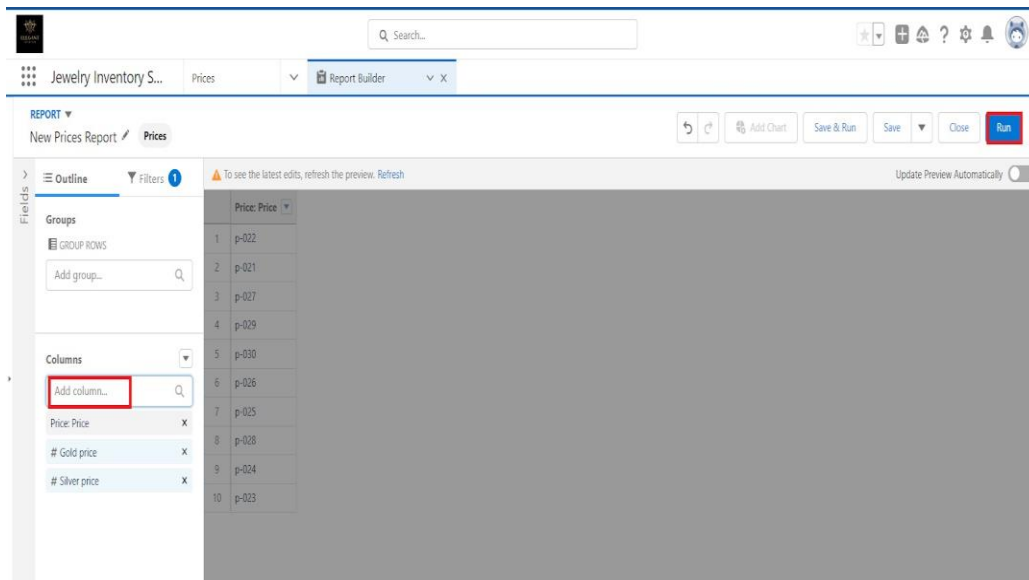 ELEGANT
Search...
Jewelry Inventory S...
Prices
Report Builder
REPORT
New Prices Report
Prices
Add Chart
Save & Run
Save
Close
Run
Fields
Outline
Filters 1
To see the latest edits, refresh the preview. Refresh
Update Preview Automatically
Groups
GROUP ROWS
Add group...
Columns
Add column...
Price: Price
# Gold price
# Silver price
Price: Price
1 p-022
2 p-021
3 p-027
4 p-029
5 p-030
6 p-026
7 p-025
8 p-028
9 p-024
10 p-023